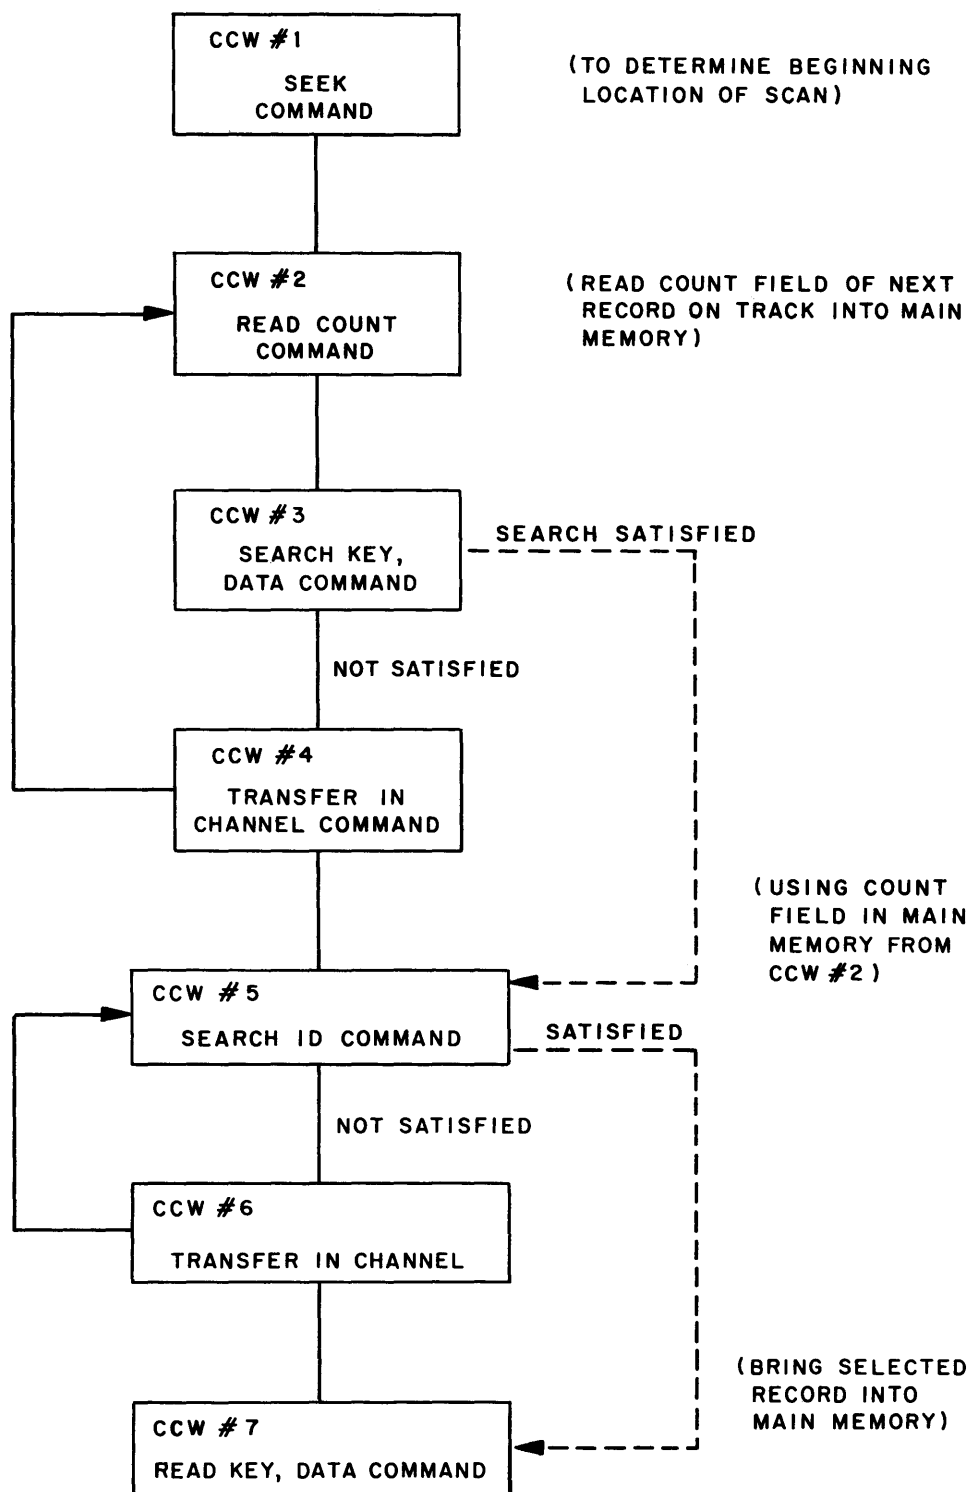 CCW #1
SEEK
COMMAND
(TO DETERMINE BEGINNING
LOCATION OF SCAN)
CCW #2
READ COUNT
COMMAND
(READ COUNT FIELD OF NEXT
RECORD ON TRACK INTO MAIN
MEMORY)
CCW #3
SEARCH KEY,
DATA COMMAND
SEARCH SATISFIED
NOT SATISFIED
CCW #4
TRANSFER IN
CHANNEL COMMAND
(USING COUNT
FIELD IN MAIN
MEMORY FROM
CCW #2)
CCW #5
SEARCH ID COMMAND
SATISFIED
NOT SATISFIED
CCW #6
TRANSFER IN CHANNEL
(BRING SELECTED
RECORD INTO
MAIN MEMORY)
CCW #7
READ KEY, DATA COMMAND